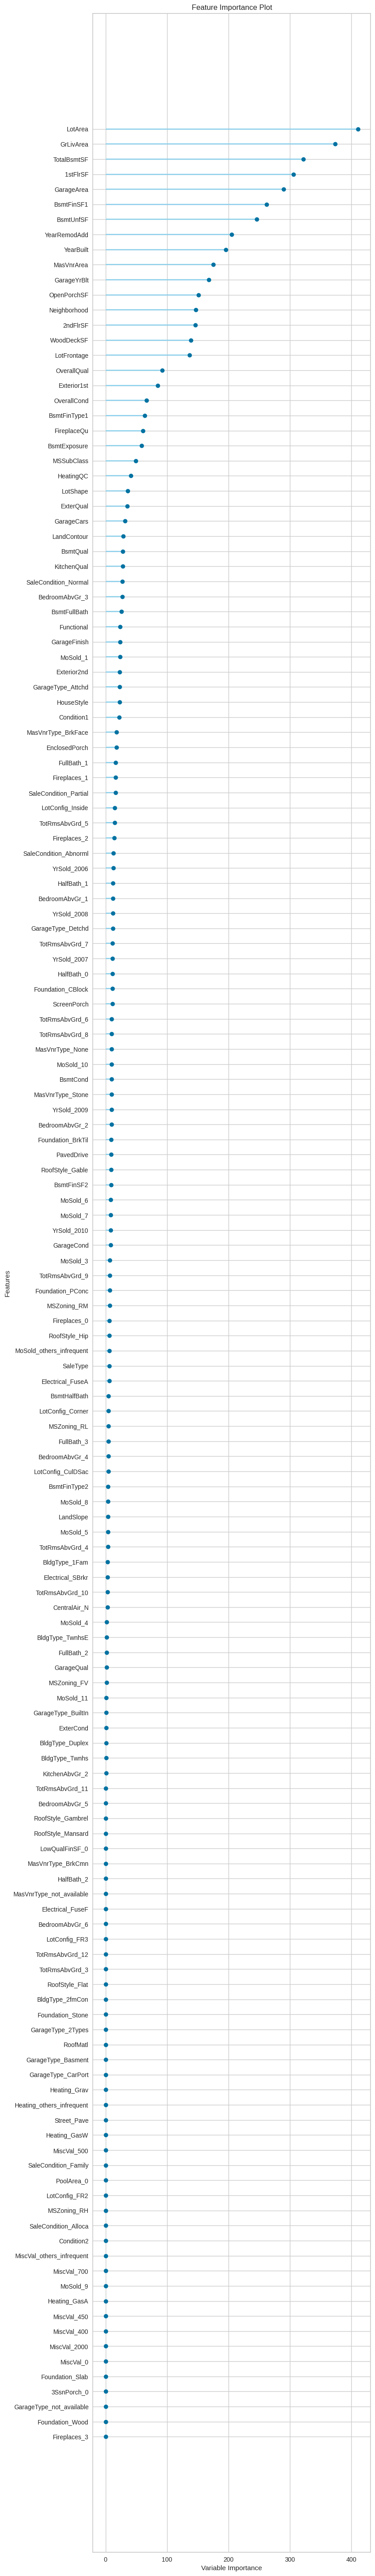 Feature Importance Plot
LotArea
GrLivArea
TotalBsmtSF
1stFlrSF
GarageArea
BsmtFinSF1
BsmtUnfSF
YearRemodAdd
YearBuilt
MasVnrArea
GarageYrBlt
OpenPorchSF
Neighborhood
2ndFlrSF
WoodDeckSF
LotFrontage
OverallQual
Exterior1st
OverallCond
BsmtFinType1
FireplaceQu
BsmtExposure
MSSubClass
HeatingQC
LotShape
ExterQual
GarageCars
LandContour
BsmtQual
KitchenQual
SaleCondition_Normal
BedroomAbvGr_3
BsmtFullBath
Functional
GarageFinish
MoSold_1
Exterior2nd
GarageType_Attchd
HouseStyle
Condition1
MasVnrType_BrkFace
EnclosedPorch
FullBath_1
Fireplaces_1
SaleCondition_Partial
LotConfig_Inside
TotRmsAbvGrd_5
Fireplaces_2
SaleCondition_Abnorml
YrSold_2006
HalfBath_1
BedroomAbvGr_1
YrSold_2008
GarageType_Detchd
TotRmsAbvGrd_7
YrSold_2007
HalfBath_0
Foundation_CBlock
ScreenPorch
TotRmsAbvGrd_6
TotRmsAbvGrd_8
MasVnrType_None
MoSold_10
BsmtCond
MasVnrType_Stone
YrSold_2009
BedroomAbvGr_2
Foundation_BrkTil
PavedDrive
RoofStyle_Gable
BsmtFinSF2
MoSold_6
MoSold_7
YrSold_2010
GarageCond
MoSold_3
TotRmsAbvGrd_9
Foundation_PConc
MSZoning_RM
Fireplaces_0
RoofStyle_Hip
MoSold_others_infrequent
SaleType
Electrical_FuseA
BsmtHalfBath
LotConfig_Corner
MSZoning_RL
FullBath_3
BedroomAbvGr_4
LotConfig_CulDSac
BsmtFinType2
MoSold_8
LandSlope
MoSold_5
TotRmsAbvGrd_4
BldgType_1Fam
Electrical_SBrkr
TotRmsAbvGrd_10
CentralAir_N
MoSold_4
BldgType_TwnhsE
FullBath_2
GarageQual
MSZoning_FV
MoSold_11
GarageType_BuiltIn
ExterCond
BldgType_Duplex
BldgType_Twnhs
KitchenAbvGr_2
TotRmsAbvGrd_11
BedroomAbvGr_5
RoofStyle_Gambrel
RoofStyle_Mansard
LowQualFinSF_0
MasVnrType_BrkCmn
HalfBath_2
MasVnrType_not_available
Electrical_FuseF
BedroomAbvGr_6
LotConfig_FR3
TotRmsAbvGrd_12
TotRmsAbvGrd_3
RoofStyle_Flat
BldgType_2fmCon
Foundation_Stone
GarageType_2Types
RoofMatl
GarageType_Basment
GarageType_CarPort
Heating_Grav
Heating_others_infrequent
Street_Pave
Heating_GasW
MiscVal_500
SaleCondition_Family
PoolArea_0
LotConfig_FR2
MSZoning_RH
SaleCondition_Alloca
Condition2
MiscVal_others_infrequent
MiscVal_700
MoSold_9
Heating_GasA
MiscVal_450
MiscVal_400
MiscVal_2000
MiscVal_0
Foundation_Slab
3SsnPorch_0
GarageType_not_available
Foundation_Wood
Fireplaces_3
Features
0 100 200 300 400
Variable Importance